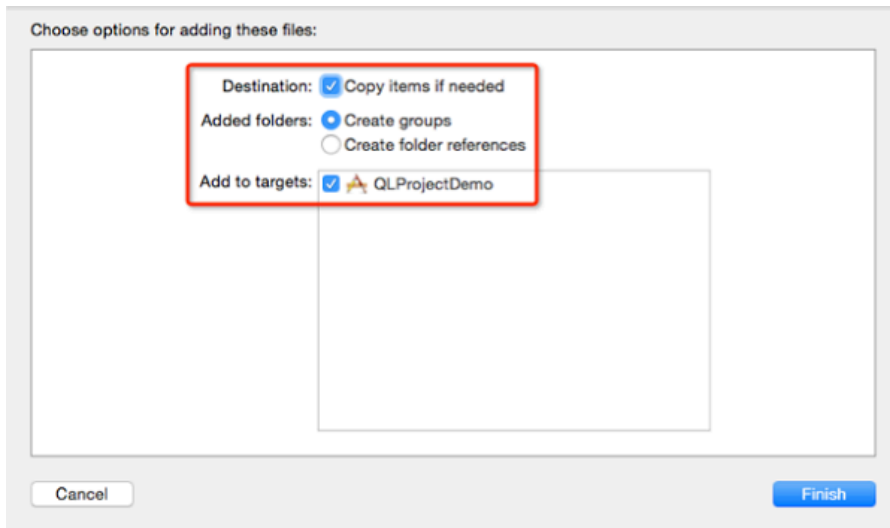 Choose options for adding these files:
Destination: Copy items if needed
Added folders: Create groups
Create folder references
Add to targets: QLProjectDemo
Cancel
Finish